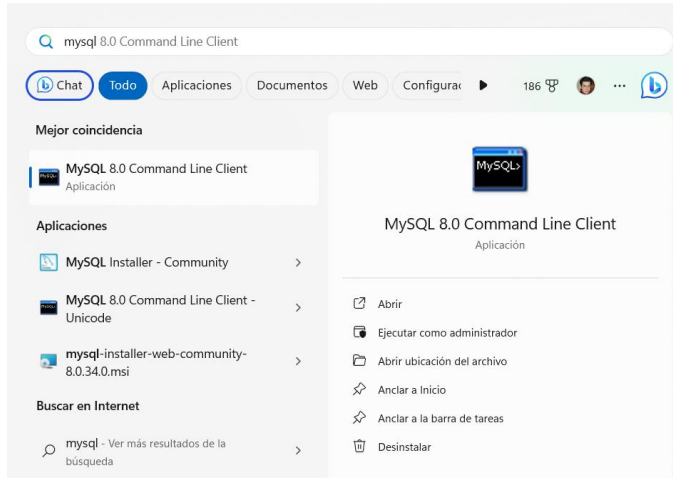 mysql 8.0 Command Line Client
Chat Todo Aplicaciones Documentos Web Configurac 186
Mejor coincidencia
MySQL 8.0 Command Line Client
Aplicación
Aplicaciones
MySQL Installer - Community
MySQL 8.0 Command Line Client -
Unicode
mysql-installer-web-community-
8.0.34.0.msi
Buscar en Internet
mysql - Ver más resultados de la
búsqueda
MySQL>
MySQL 8.0 Command Line Client
Aplicación
Abrir
Ejecutar como administrador
Abrir ubicación del archivo
Anclar a Inicio
Anclar a la barra de tareas
Desinstalar